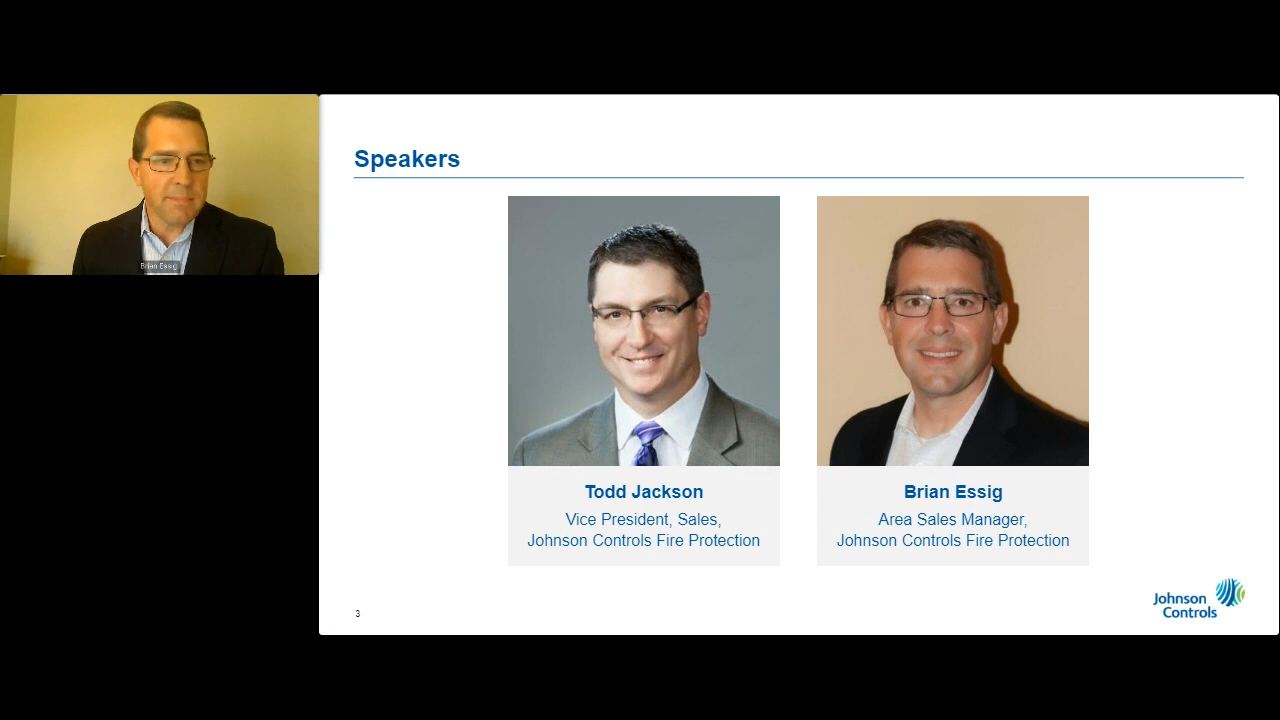 Brian Essig
Speakers
Todd Jackson
Vice President, Sales,
Johnson Controls Fire Protection
Brian Essig
Area Sales Manager,
Johnson Controls Fire Protection
3
Johnson
Controls